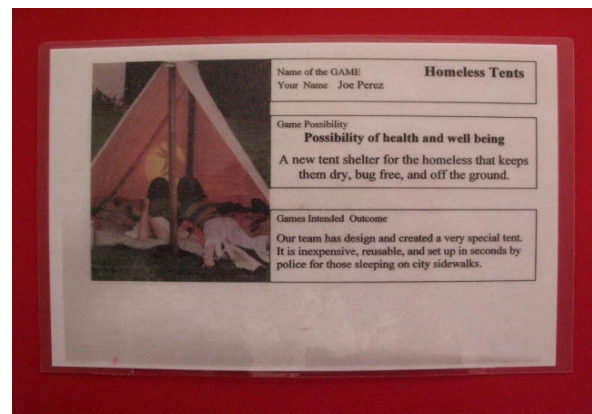 Name of the GAME Homeless Tents
Your Name Joe Perez
Game Possibility
Possibility of health and well being
A new tent shelter for the homeless that keeps
them dry, bug free, and off the ground.
Games Intended Outcome
Our team has design and created a very special tent.
It is inexpensive, reusable, and set up in seconds by
police for those sleeping on city sidewalks.